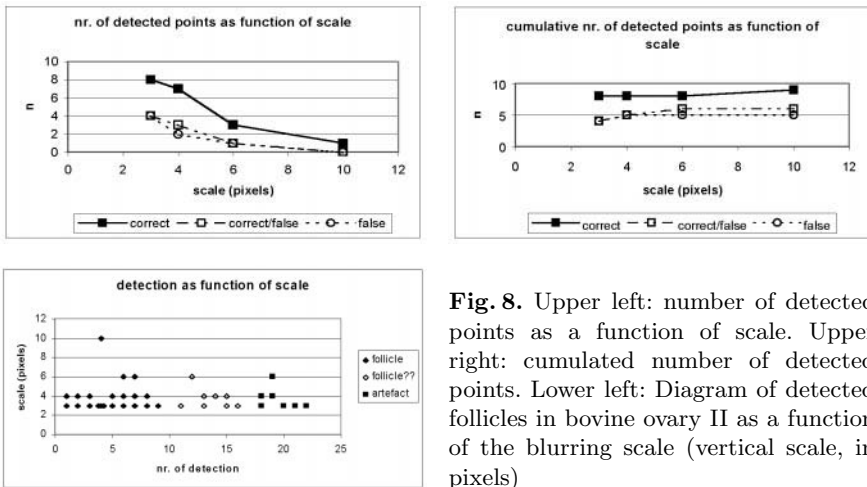 nr. of detected points as function of scale
10
8
6
4
2
0
n
0 2 4 6 8 10 12
scale (pixels)
correct correct/false false
cumulative nr. of detected points as function of
scale
10
5
0
n
0 2 4 6 8 10 12
scale (pixels)
correct correct/false false
detection as function of scale
12
10
8
6
4
2
0
scale (pixels)
0 5 10 15 20 25
nr. of detection
follicle
follicle??
artefact
Fig. 8. Upper left: number of detected
points as a function of scale. Upper
right: cumulated number of detected
points. Lower left: Diagram of detected
follicles in bovine ovary II as a function
of the blurring scale (vertical scale, in
pixels)